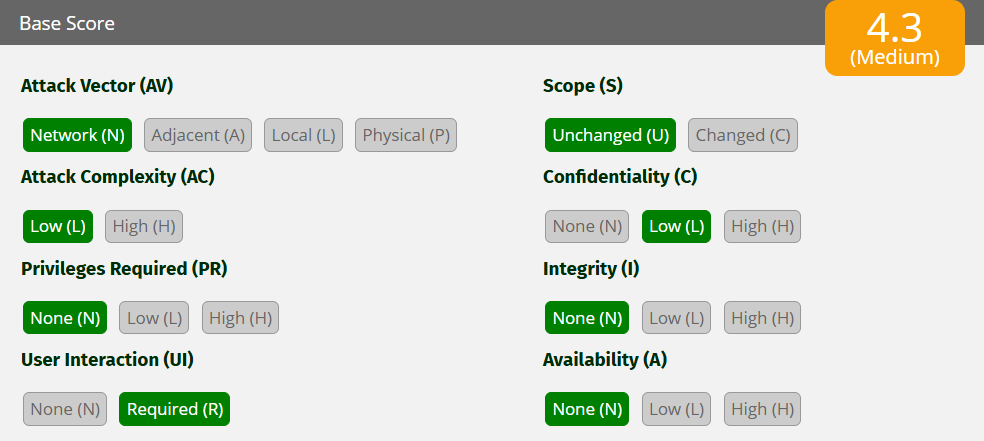 Base Score
4.3
(Medium)
Attack Vector (AV)
Network (N) Adjacent (A) Local (L) Physical (P)
Attack Complexity (AC)
Low (L) High (H)
Privileges Required (PR)
None (N) Low (L) High (H)
User Interaction (UI)
None (N) Required (R)
Scope (S)
Unchanged (U) Changed (C)
Confidentiality (C)
None (N) Low (L) High (H)
Integrity (I)
None (N) Low (L) High (H)
Availability (A)
None (N) Low (L) High (H)